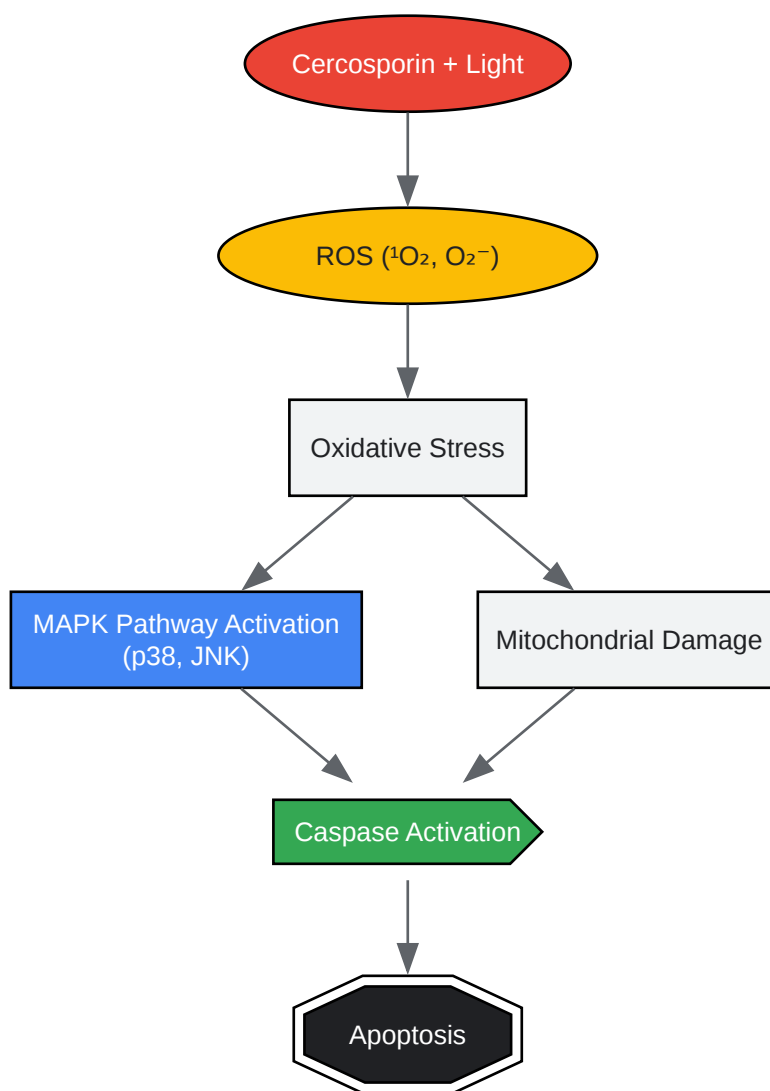 Cercosporin + Light
ROS (¹O₂, O₂⁻)
Oxidative Stress
MAPK Pathway Activation
(p38, JNK)
Mitochondrial Damage
Caspase Activation
Apoptosis